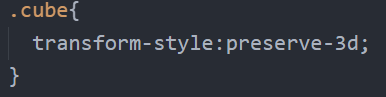 .cube{
  transform-style:preserve-3d;
}